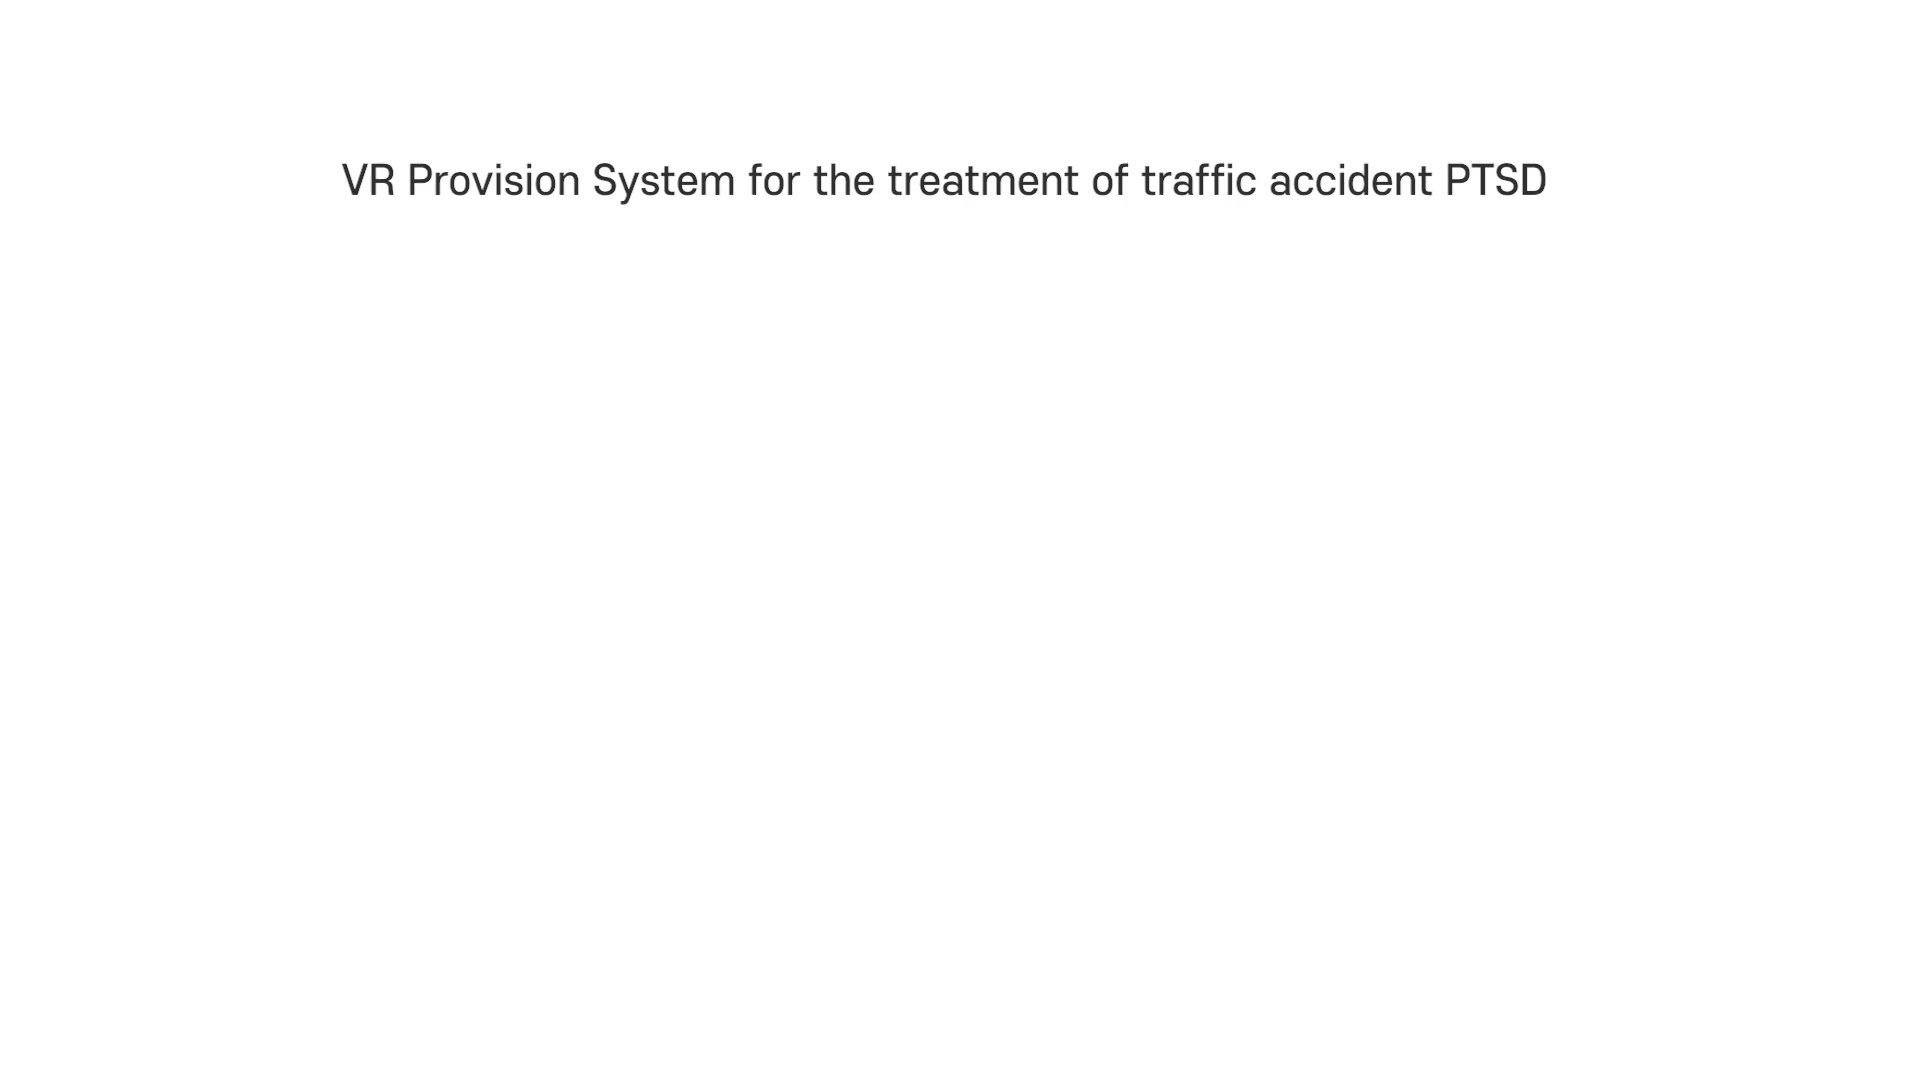 VR Provision System for the treatment of traffic accident PTSD